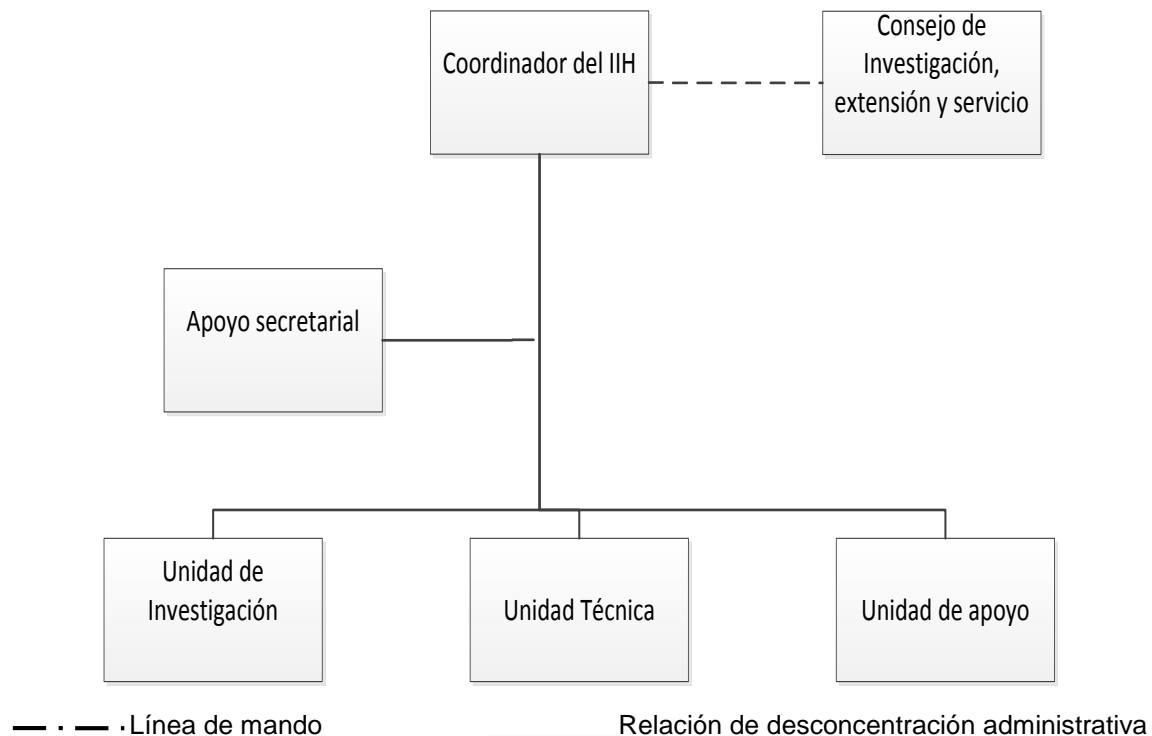 Coordinador del IIH
Consejo de
Investigación,
extensión y servicio
Apoyo secretarial
Unidad de
Investigación
Unidad Técnica
Unidad de apoyo
Línea de mando
Relación de desconcentración administrativa